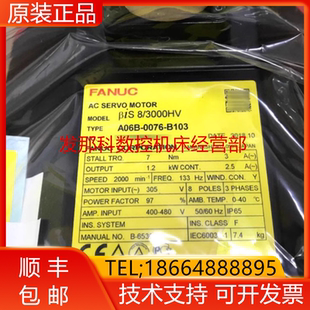 原装正品
FANUC
AC SERVO MOTOR
MODEL βiS 8/3000HV
TYPE A06B-0076-B103
发那科数控机床经营部
STALL TRQ. 7 Nm 3 A(~)
OUTPUT 1.2 kW CONT. 2.5 A(~)
SPEED 2000 min⁻¹ FREQ. 133 Hz WIND. CON. Y
MOTOR INPUT(~) 305 V 8 POLES 3 PHASES
POWER FACTOR 97 % AMB. TEMP. 0-40 ℃
AMP. INPUT 400-480 V 50/60 Hz IP65
INS. CLASS F
MANUAL NO. B-653 IEC6003 7.4 kg
顺丰包邮
TEL;18664888895
技术支持 可开发票